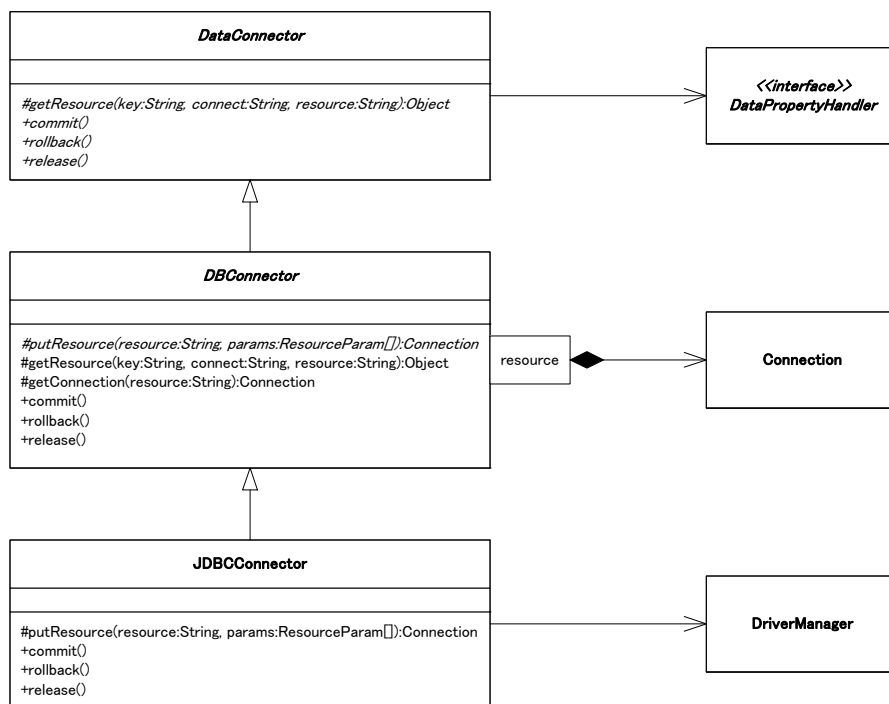 DataConnector
#getResource(key:String, connect:String, resource:String):Object
+commit()
+rollback()
+release()
<<interface>>
DataPropertyHandler
DBConnector
#putResource(resource:String, params:ResourceParam[]):Connection
#getResource(key:String, connect:String, resource:String):Object
#getConnection(resource:String):Connection
+commit()
+rollback()
+release()
resource
Connection
JDBCConnector
#putResource(resource:String, params:ResourceParam[]):Connection
+commit()
+rollback()
+release()
DriverManager